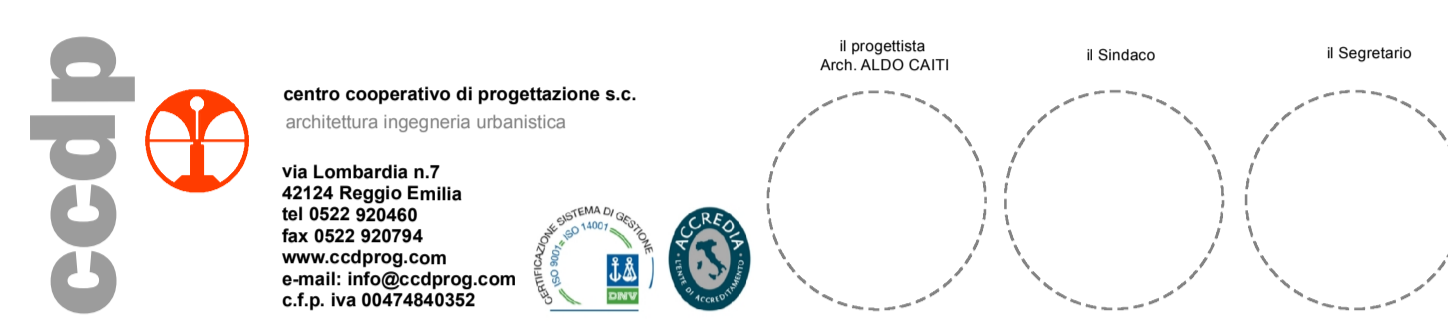 ccdp
centro cooperativo di progettazione s.c.
architettura ingegneria urbanistica
via Lombardia n.7
42124 Reggio Emilia
tel 0522 920460
fax 0522 920794
www.ccdprog.com
e-mail: info@ccdprog.com
c.f.p. iva 00474840352
CERTIFICAZIONE SISTEMA DI GESTIONE
ISO 9001= ISO 14001
DNV
ACCREDIA
L'ENTE DI ACCREDITAMENTO
il progettista
Arch. ALDO CAITI
il Sindaco
il Segretario